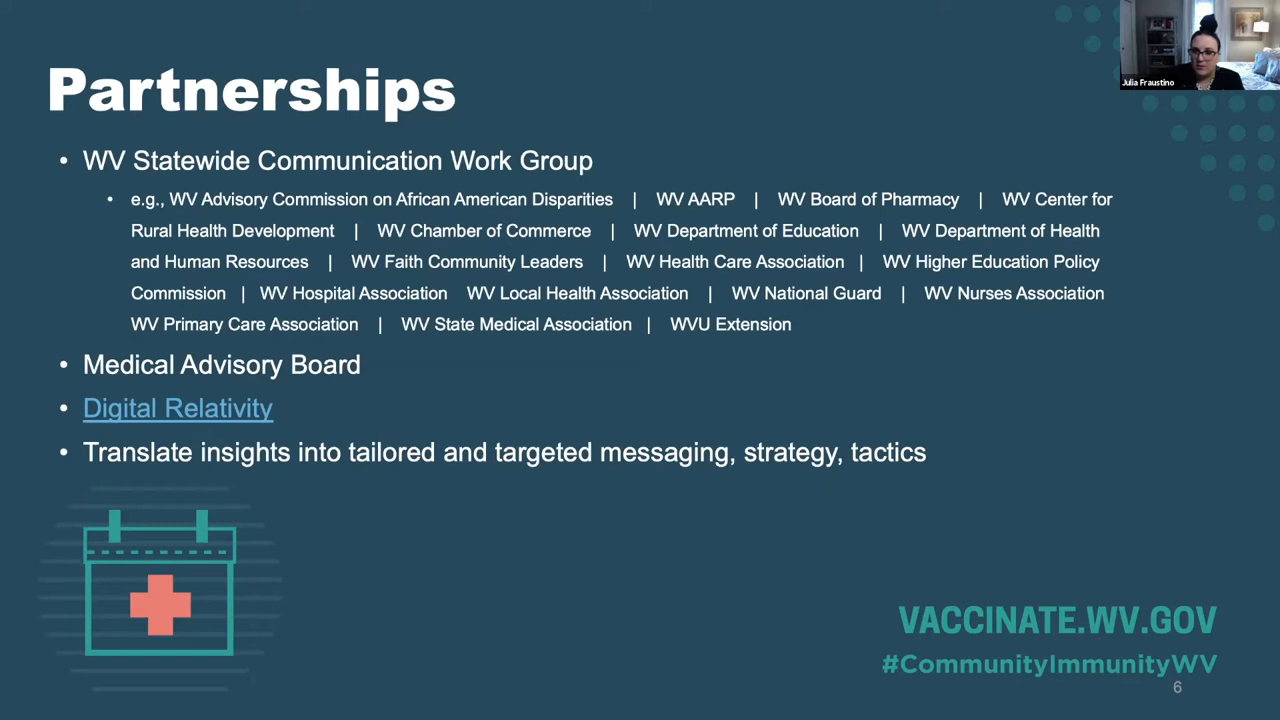 Partnerships
Julia Fraustino
• WV Statewide Communication Work Group
• e.g., WV Advisory Commission on African American Disparities | WV AARP | WV Board of Pharmacy | WV Center for
Rural Health Development | WV Chamber of Commerce | WV Department of Education | WV Department of Health
and Human Resources | WV Faith Community Leaders | WV Health Care Association | WV Higher Education Policy
Commission | WV Hospital Association WV Local Health Association | WV National Guard | WV Nurses Association
WV Primary Care Association | WV State Medical Association | WVU Extension
• Medical Advisory Board
• Digital Relativity
• Translate insights into tailored and targeted messaging, strategy, tactics
VACCINATE.WV.GOV
#CommunityImmunityWV
6